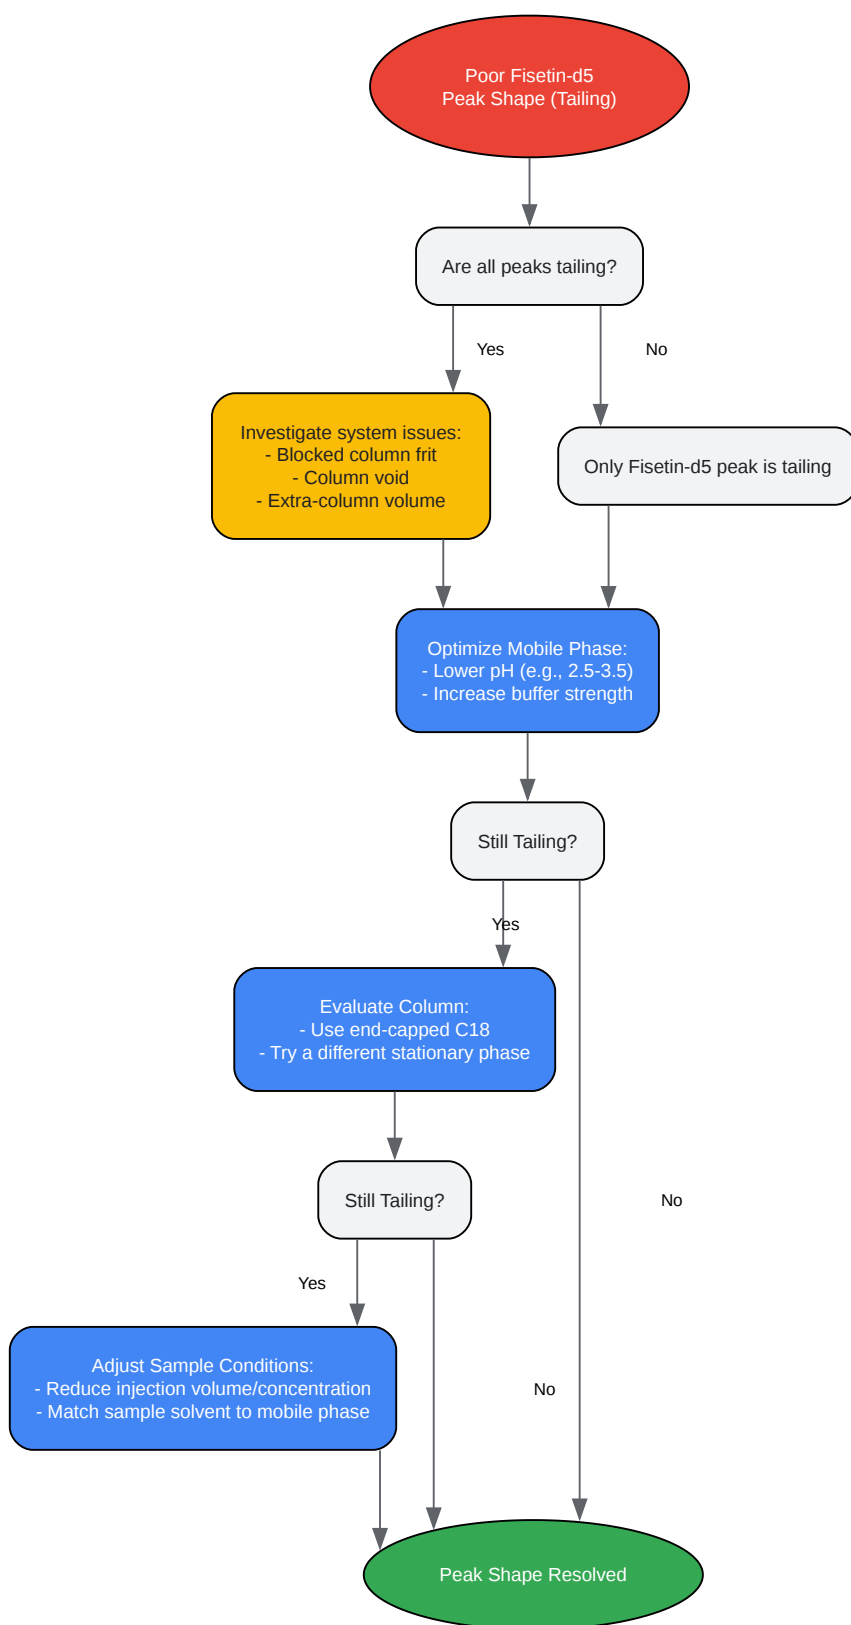 Poor Fisetin-d5
Peak Shape (Tailing)
Are all peaks tailing?
Yes
No
Investigate system issues:
- Blocked column frit
- Column void
- Extra-column volume
Only Fisetin-d5 peak is tailing
Optimize Mobile Phase:
- Lower pH (e.g., 2.5-3.5)
- Increase buffer strength
Still Tailing?
Yes
Evaluate Column:
- Use end-capped C18
- Try a different stationary phase
Still Tailing?
No
Yes
Adjust Sample Conditions:
- Reduce injection volume/concentration
- Match sample solvent to mobile phase
No
Peak Shape Resolved